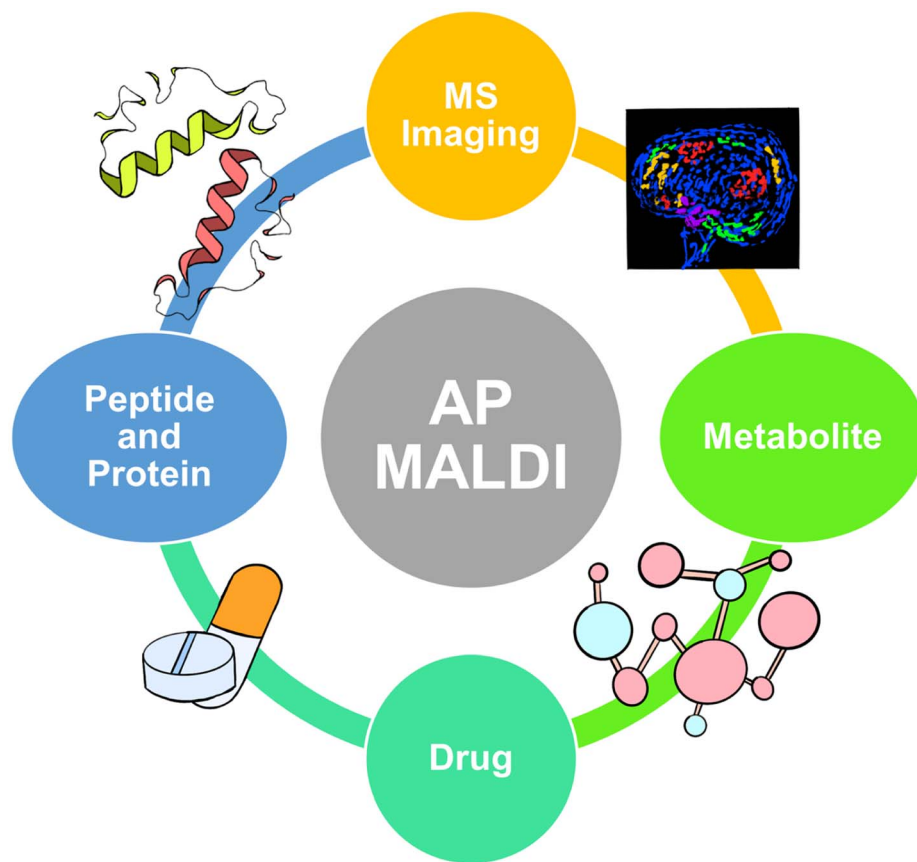 MS
Imaging
Peptide
and
Protein
AP
MALDI
Metabolite
Drug